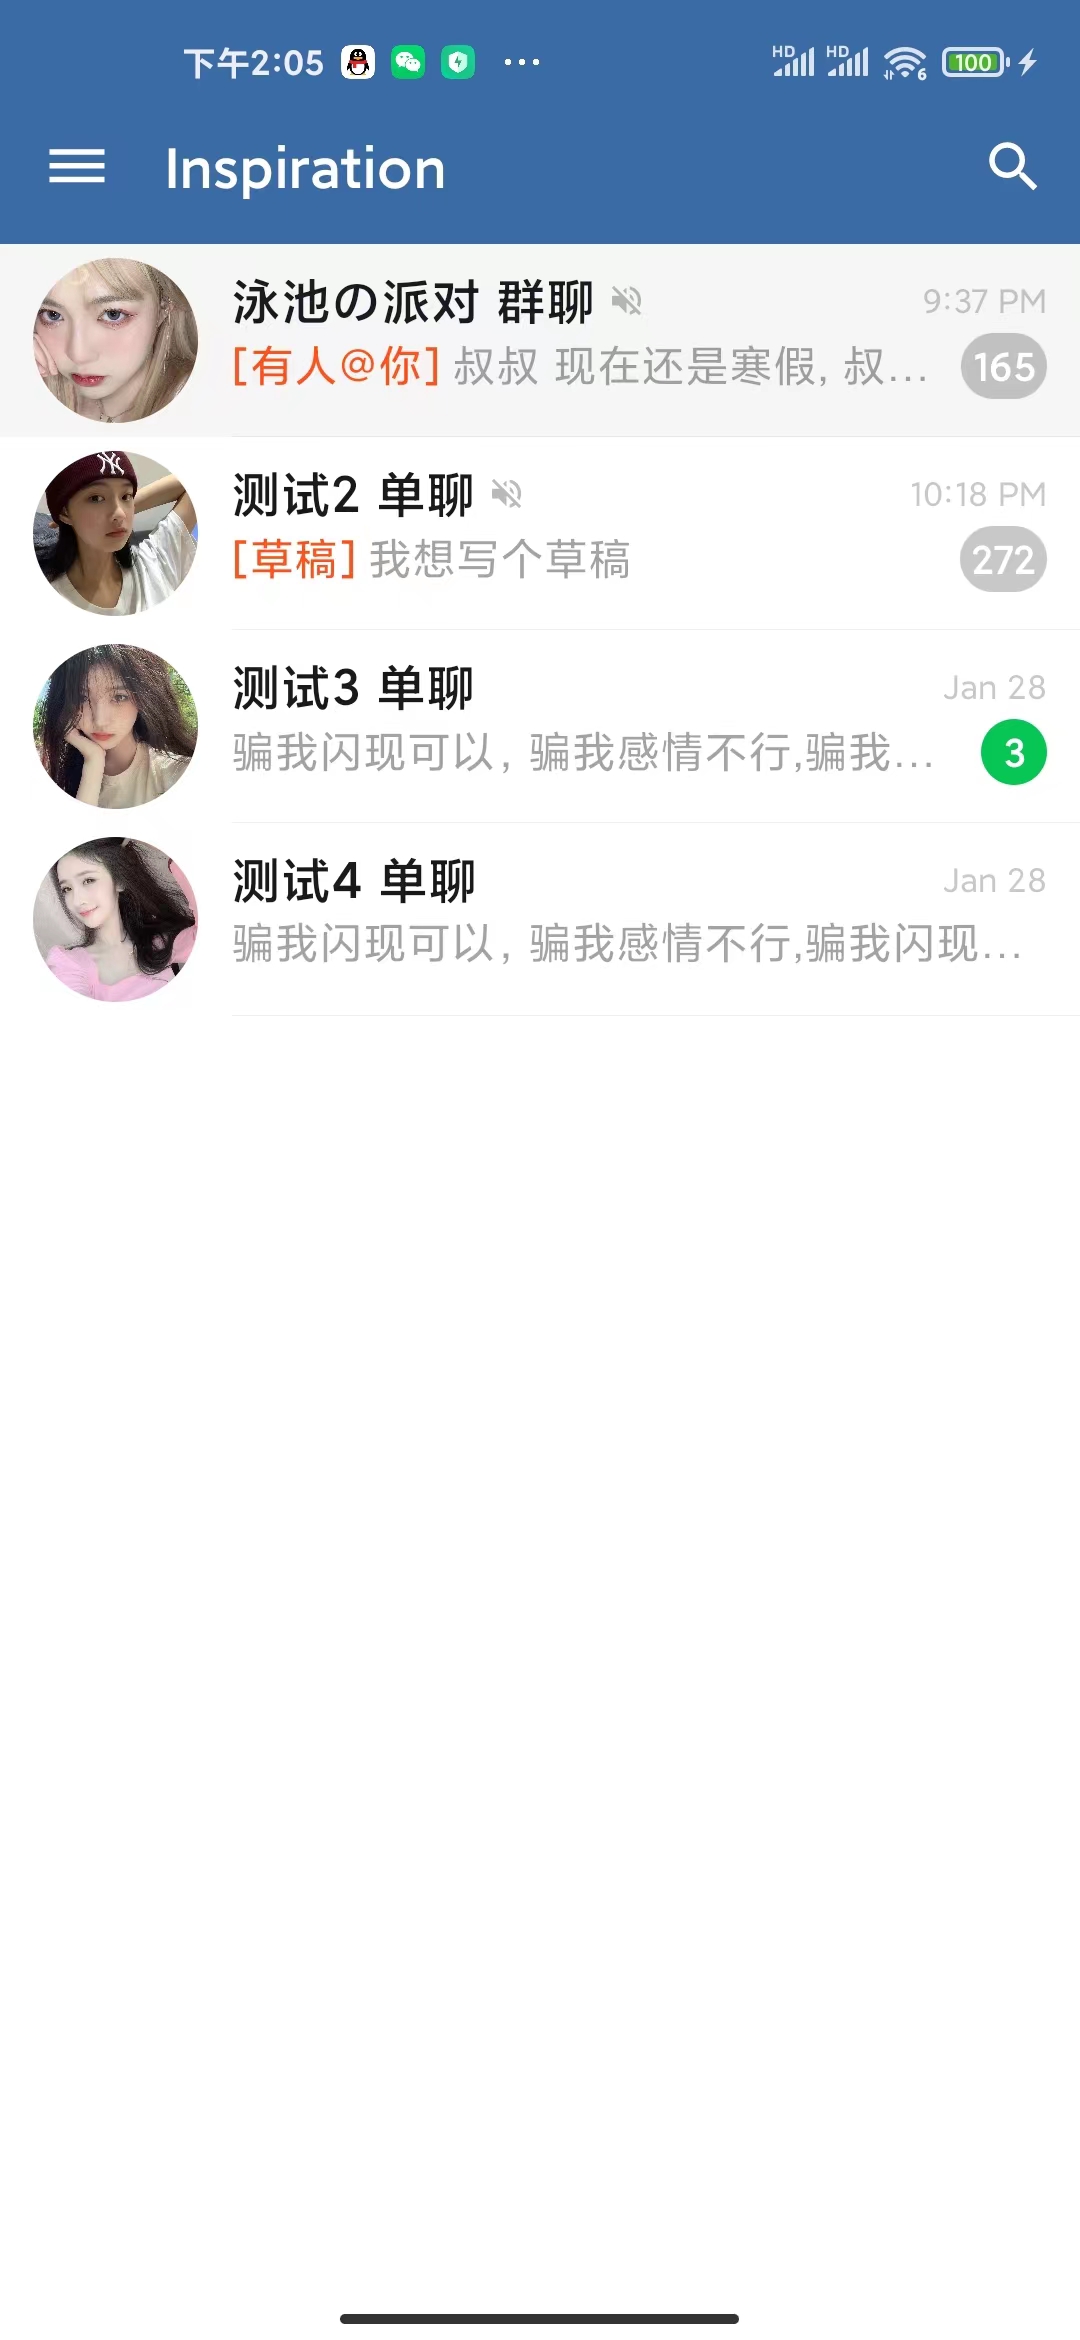 下午2:05
HD HD 6 100
Inspiration
泳池の派对 群聊 9:37 PM
[有人@你] 叔叔 现在还是寒假, 叔... 165
测试2 单聊 10:18 PM
[草稿] 我想写个草稿 272
测试3 单聊 Jan 28
骗我闪现可以，骗我感情不行,骗我... 3
测试4 单聊 Jan 28
骗我闪现可以，骗我感情不行,骗我闪现...